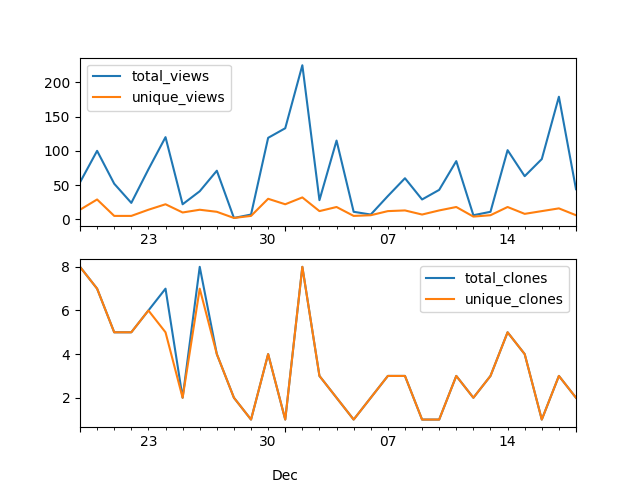 total_views
unique_views
200
150
100
50
0
23 30 07 14
total_clones
unique_clones
8
6
4
2
23 30 07 14
Dec